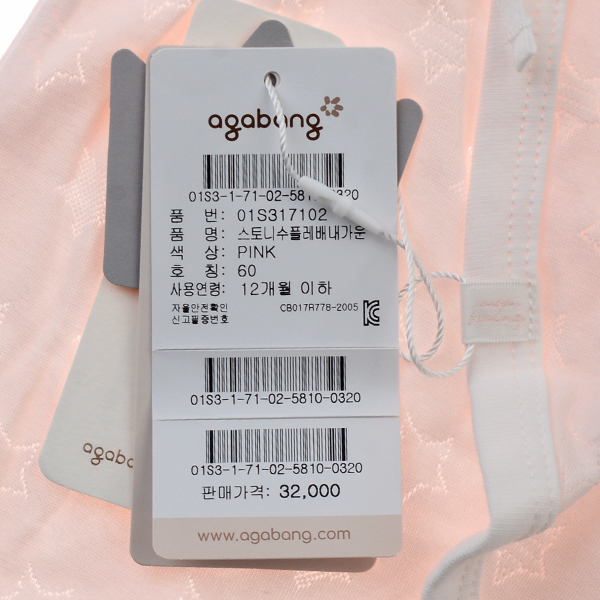 agabang
01S3-1-71-02-5810-0320
품 번: 01S317102
품 명: 스토니수플레배내가운
색 상: PINK
호 칭: 60
사용연령: 12개월 이하
자율안전확인
신고필증번호 CB017R778-2005
01S3-1-71-02-5810-0320
01S3-1-71-02-5810-0320
판매가격: 32,000
www.agabang.com
agabang